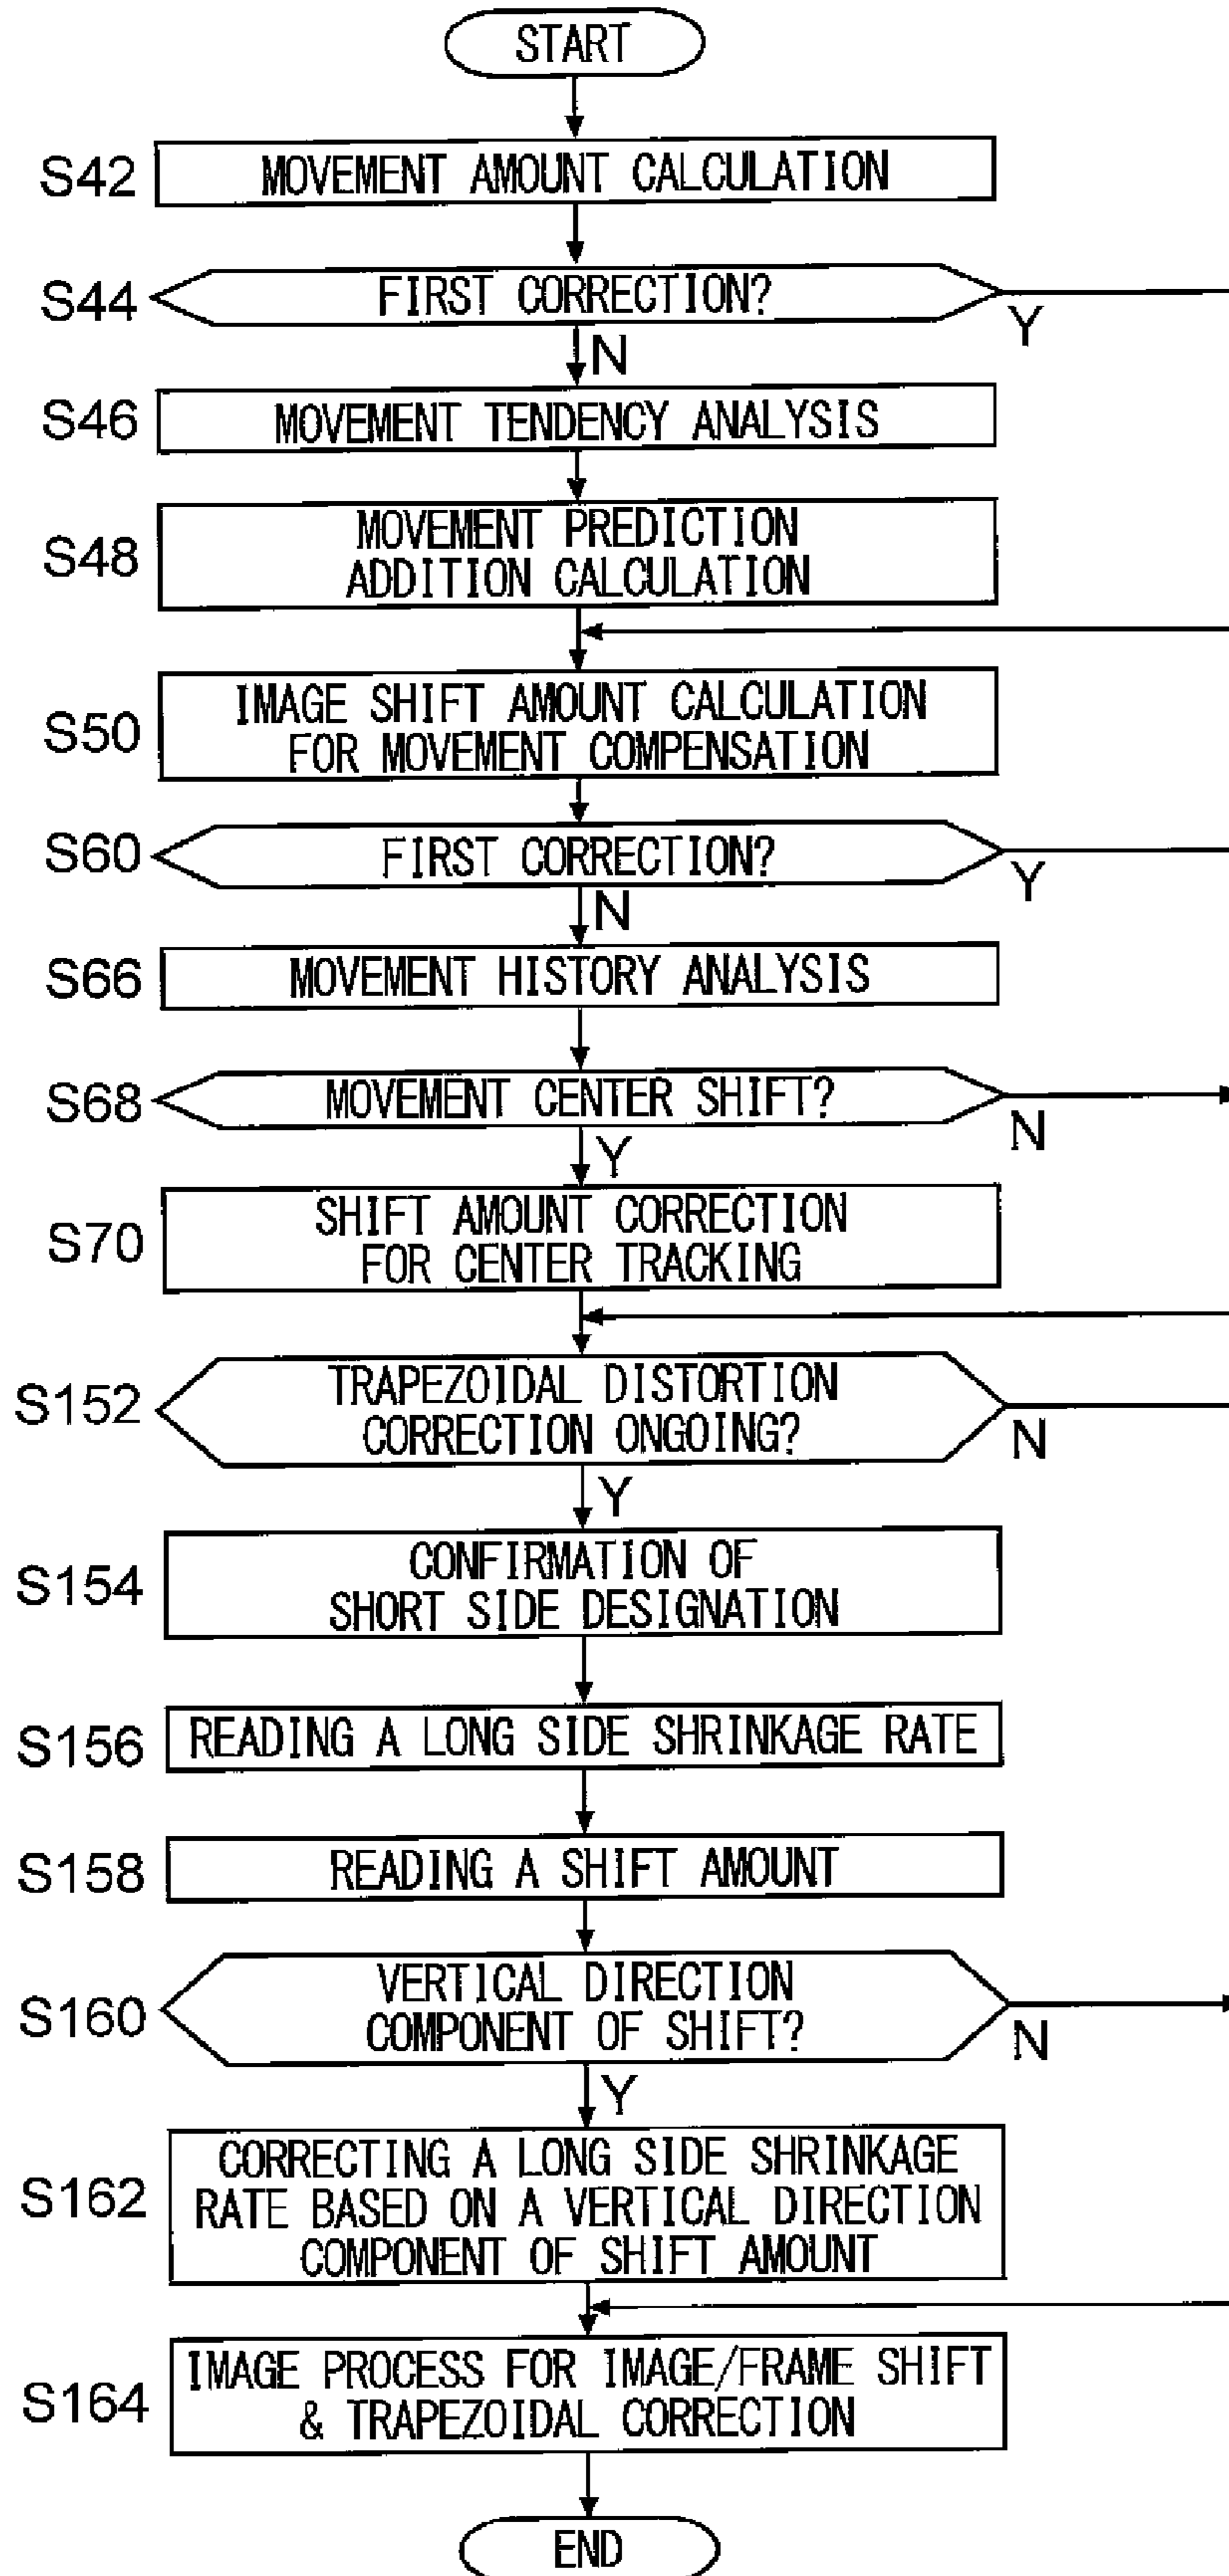 START
S42
MOVEMENT AMOUNT CALCULATION
S44
FIRST CORRECTION?
Y
N
S46
MOVEMENT TENDENCY ANALYSIS
S48
MOVEMENT PREDICTION
ADDITION CALCULATION
S50
IMAGE SHIFT AMOUNT CALCULATION
FOR MOVEMENT COMPENSATION
S60
FIRST CORRECTION?
Y
N
S66
MOVEMENT HISTORY ANALYSIS
S68
MOVEMENT CENTER SHIFT?
N
Y
S70
SHIFT AMOUNT CORRECTION
FOR CENTER TRACKING
S152
TRAPEZOIDAL DISTORTION
CORRECTION ONGOING?
N
Y
S154
CONFIRMATION OF
SHORT SIDE DESIGNATION
S156
READING A LONG SIDE SHRINKAGE RATE
S158
READING A SHIFT AMOUNT
S160
VERTICAL DIRECTION
COMPONENT OF SHIFT?
N
Y
S162
CORRECTING A LONG SIDE SHRINKAGE
RATE BASED ON A VERTICAL DIRECTION
COMPONENT OF SHIFT AMOUNT
S164
IMAGE PROCESS FOR IMAGE/FRAME SHIFT
& TRAPEZOIDAL CORRECTION
END